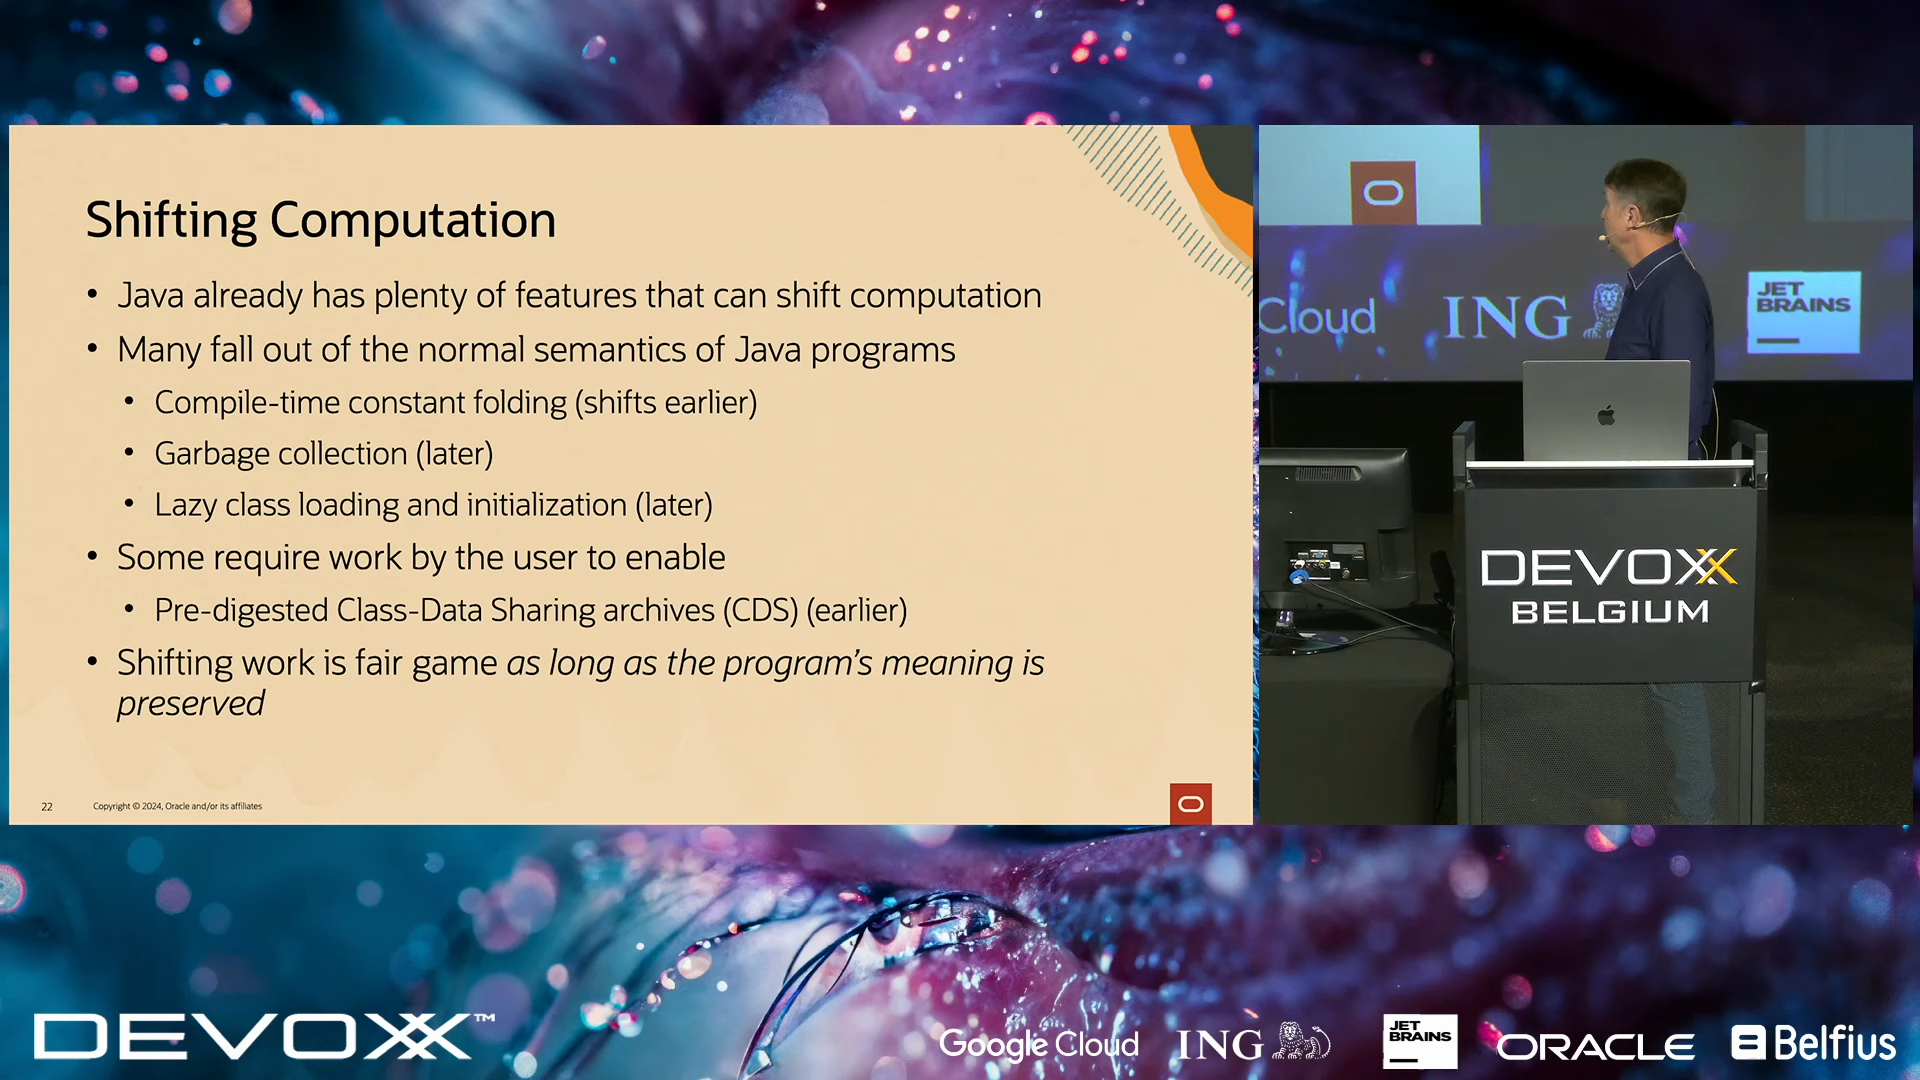 Shifting Computation
• Java already has plenty of features that can shift computation
• Many fall out of the normal semantics of Java programs
• Compile-time constant folding (shifts earlier)
• Garbage collection (later)
• Lazy class loading and initialization (later)
• Some require work by the user to enable
• Pre-digested Class-Data Sharing archives (CDS) (earlier)
• Shifting work is fair game as long as the program's meaning is
preserved
22
Copyright © 2024, Oracle and/or its affiliates
Cloud
ING
JET
BRAINS
DEVOXX
BELGIUM
DEVOXX™
Google Cloud
ING
JET
BRAINS
ORACLE
Belfius